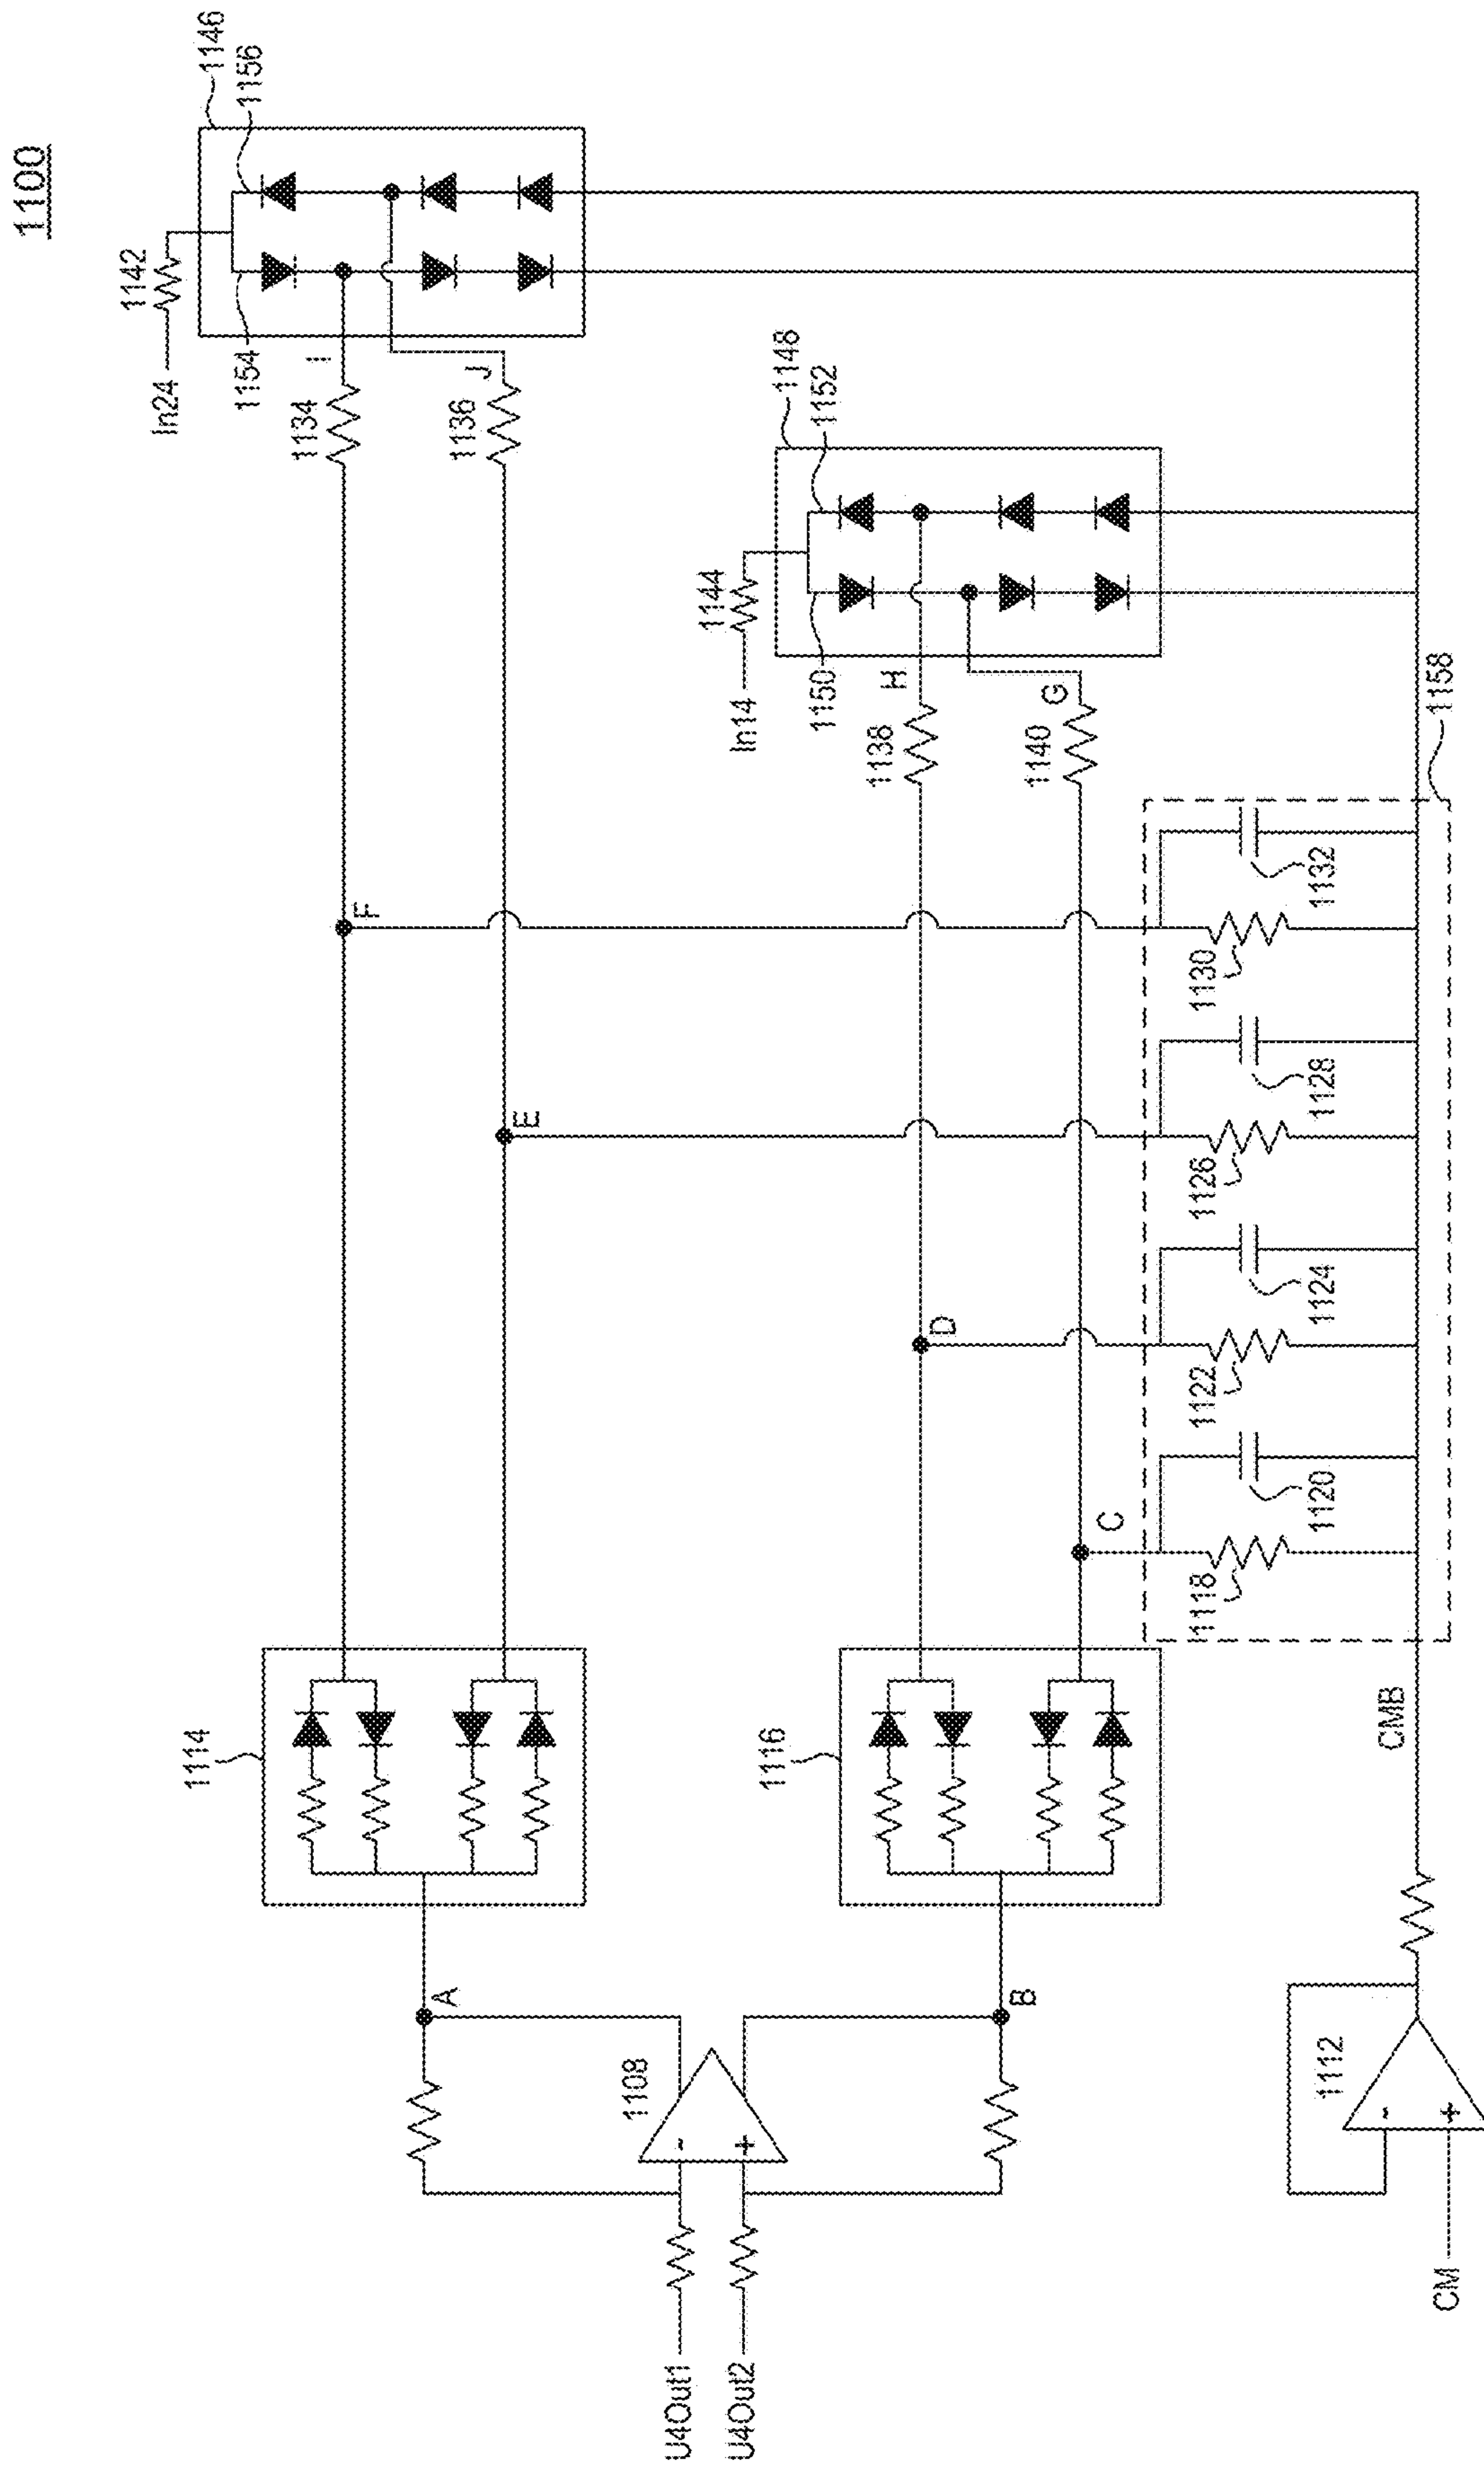 1100
1146
1156
1142
In24
1154
I
1134
J
1136
1148
1152
1144
In14
1150
H
1138
G
1140
1158
F
1132
1130
E
1128
1126
D
1124
1122
C
1120
1118
1114
1116
CMB
A
B
1108
-
+
1112
-
+
U4Out1
U4Out2
CM